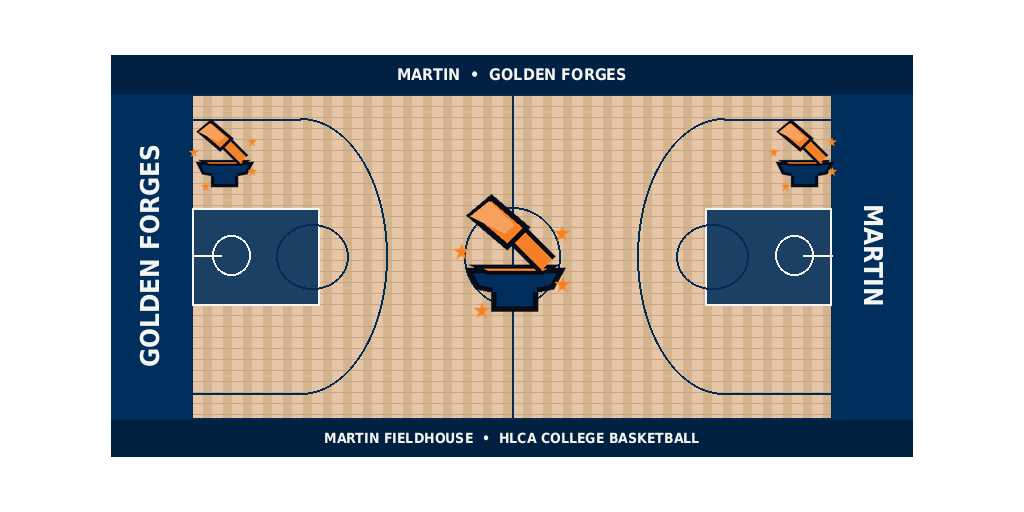 MARTIN • GOLDEN FORGES
GOLDEN FORGES
MARTIN
MARTIN FIELDHOUSE • HLCA COLLEGE BASKETBALL